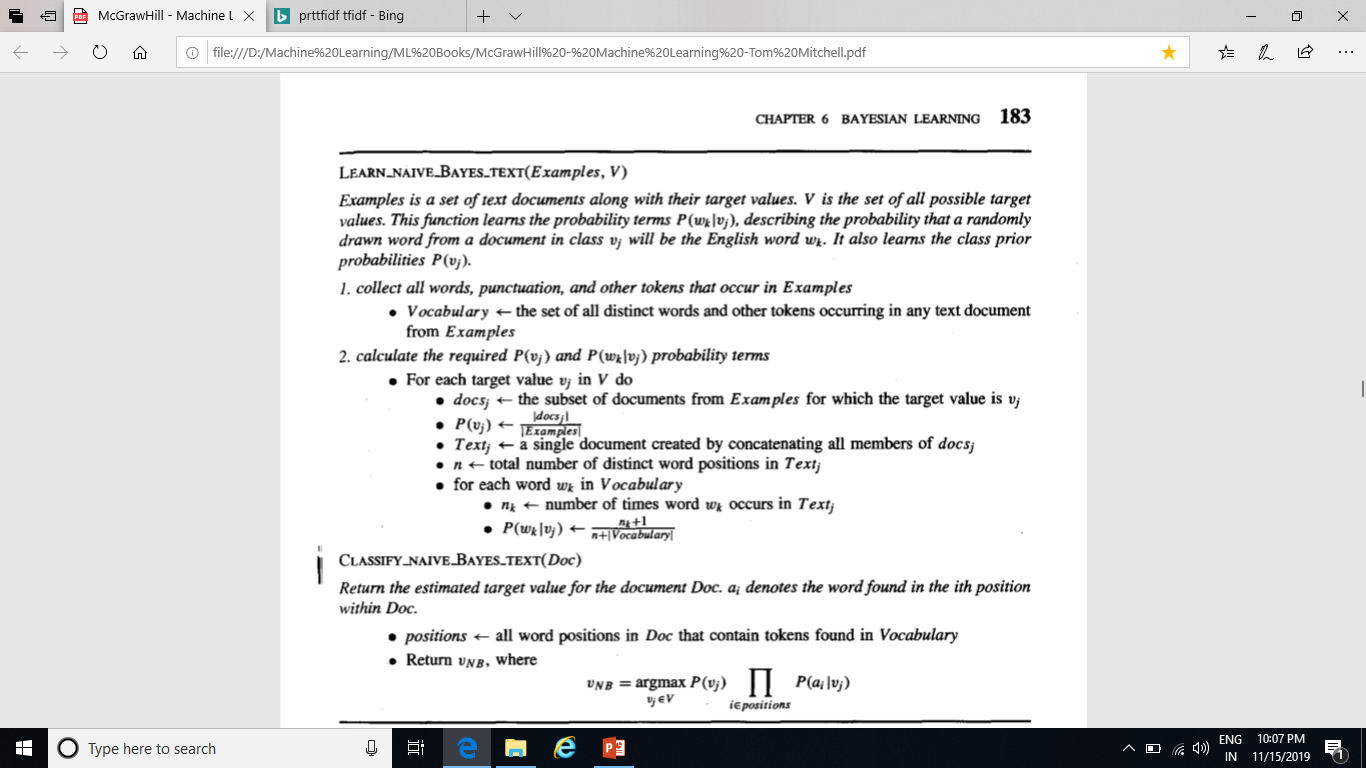 McGrawHill - Machine L
prttfidf tfidf - Bing
file:///D:/Machine%20Learning/ML%20Books/McGrawHill%20-%20Machine%20Learning%20-Tom%20Mitchell.pdf
CHAPTER 6 BAYESIAN LEARNING 183
LEARN_NAIVE_BAYES_TEXT(Examples, V)
Examples is a set of text documents along with their target values. V is the set of all possible target
values. This function learns the probability terms P(wₖ|vⱼ), describing the probability that a randomly
drawn word from a document in class vⱼ will be the English word wₖ. It also learns the class prior
probabilities P(vⱼ).
1. collect all words, punctuation, and other tokens that occur in Examples
• Vocabulary ← the set of all distinct words and other tokens occurring in any text document
from Examples
2. calculate the required P(vⱼ) and P(wₖ|vⱼ) probability terms
• For each target value vⱼ in V do
• docsⱼ ← the subset of documents from Examples for which the target value is vⱼ
• P(vⱼ) ← |docsⱼ| / |Examples|
• Textⱼ ← a single document created by concatenating all members of docsⱼ
• n ← total number of distinct word positions in Textⱼ
• for each word wₖ in Vocabulary
• nₖ ← number of times word wₖ occurs in Textⱼ
• P(wₖ|vⱼ) ← nₖ+1 / n+|Vocabulary|
CLASSIFY_NAIVE_BAYES_TEXT(Doc)
Return the estimated target value for the document Doc. aᵢ denotes the word found in the ith position
within Doc.
• positions ← all word positions in Doc that contain tokens found in Vocabulary
• Return v_NB, where
v_NB = argmax P(vⱼ) ∏ P(aᵢ|vⱼ)
vⱼ∈V i∈positions
Type here to search
ENG 10:07 PM
IN 11/15/2019 1